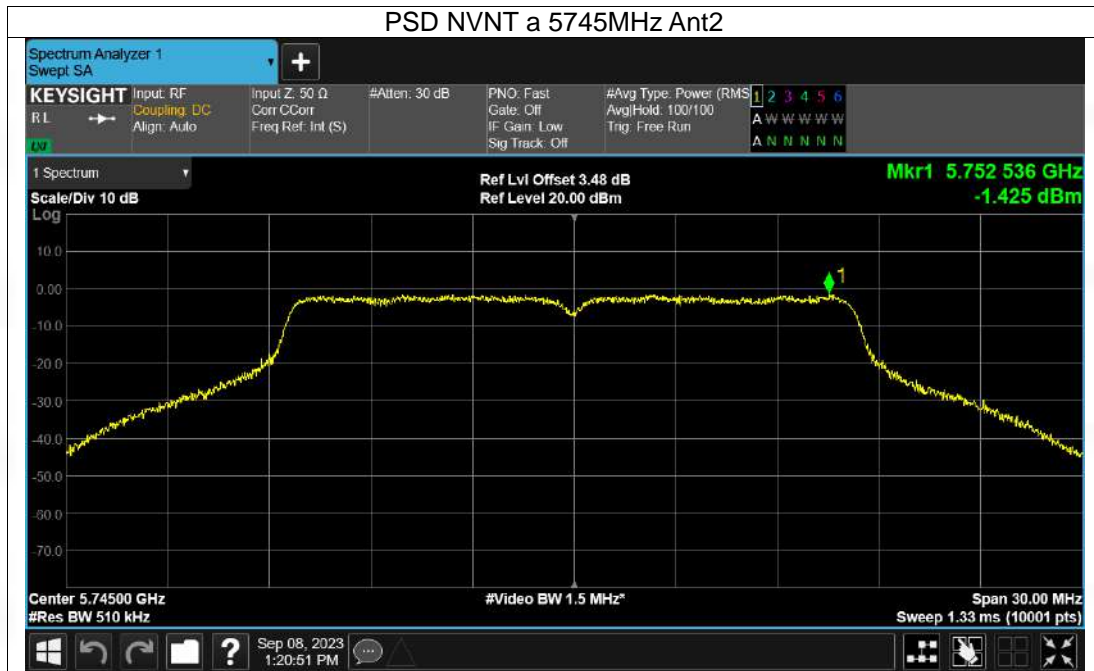 PSD NVNT a 5745MHz Ant2
Spectrum Analyzer 1
Swept SA
+
KEYSIGHT
RL
LXI
Input: RF
Coupling: DC
Align: Auto
Input Z: 50 Ω
Corr CCorr
Freq Ref: Int (S)
#Atten: 30 dB
PNO: Fast
Gate: Off
IF Gain: Low
Sig Track: Off
#Avg Type: Power (RMS
Avg|Hold: 100/100
Trig: Free Run
1 2 3 4 5 6
A W W W W W
A N N N N N
1 Spectrum
Scale/Div 10 dB
Ref Lvl Offset 3.48 dB
Ref Level 20.00 dBm
Mkr1 5.752 536 GHz
-1.425 dBm
Log
10.0
0.00
-10.0
-20.0
-30.0
-40.0
-50.0
-60.0
-70.0
1
Center 5.74500 GHz
#Res BW 510 kHz
#Video BW 1.5 MHz*
Span 30.00 MHz
Sweep 1.33 ms (10001 pts)
?
Sep 08, 2023
1:20:51 PM